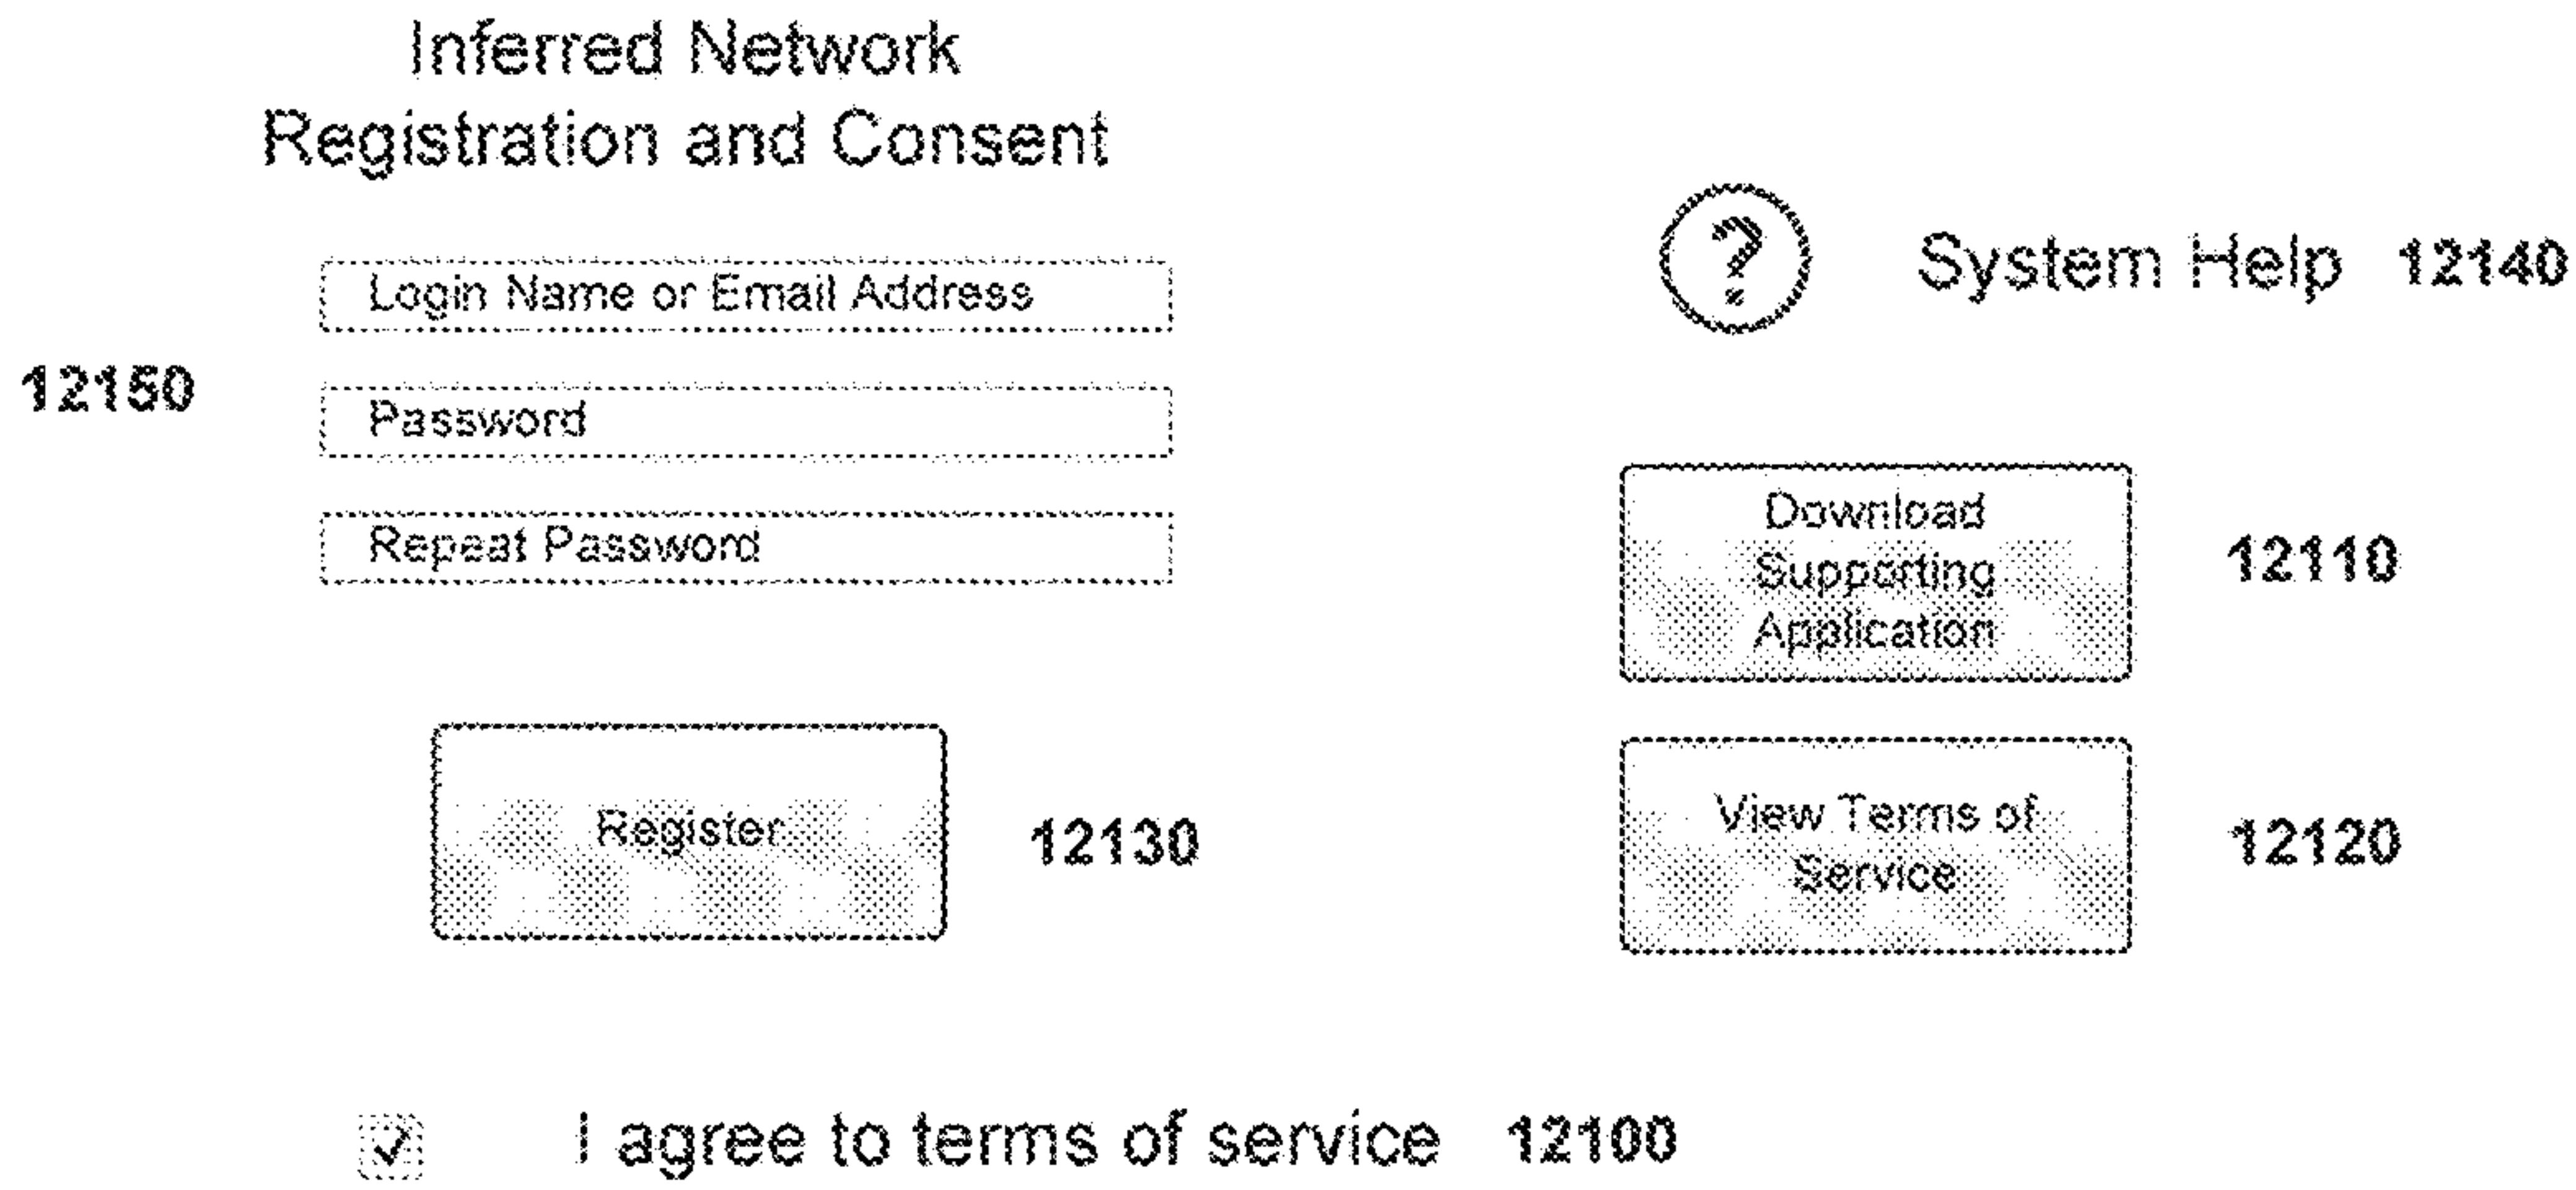 Inferred Network
Registration and Consent
Login Name or Email Address
? System Help 12140
12150
Password
Repeat Password
Download
Supporting
Application
12110
Register
12130
View Terms of
Service
12120
I agree to terms of service 12100